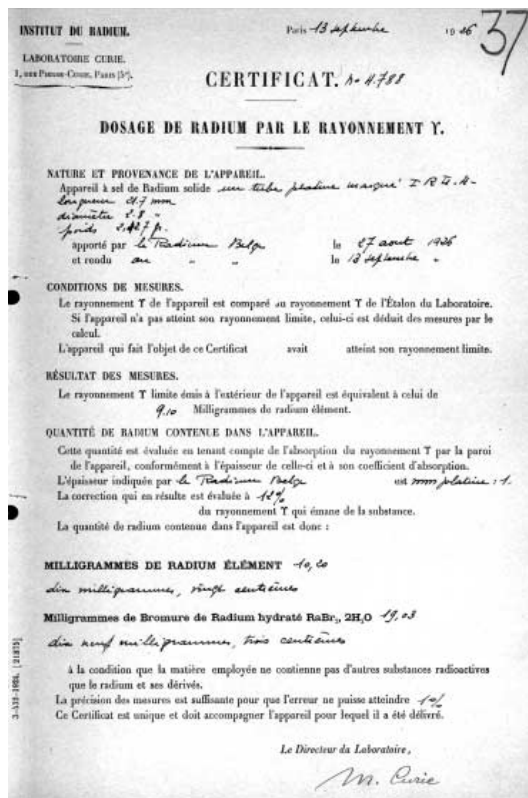 37
INSTITUT DU RADIUM.
Paris 13 septembre 1926
LABORATOIRE CURIE.
1, RUE PIERRE-CURIE, PARIS (5e).
CERTIFICAT. No 4.788
DOSAGE DE RADIUM PAR LE RAYONNEMENT ϒ.
NATURE ET PROVENANCE DE L'APPAREIL.
Appareil à sel de Radium solide un tube platine marqué
longueur 21.7 mm
diamètre 2.8 "
poids
apporté par le Radium Belge le 27 août 1926
et rendu au " " le 13 septembre "
CONDITIONS DE MESURES.
Le rayonnement ϒ de l'appareil est comparé au rayonnement ϒ de l'Étalon du Laboratoire.
Si l'appareil n'a pas atteint son rayonnement limite, celui-ci est déduit des mesures par le
calcul.
L'appareil qui fait l'objet de ce Certificat avait atteint son rayonnement limite.
RÉSULTAT DES MESURES.
Le rayonnement ϒ limite émis à l'extérieur de l'appareil est équivalent à celui de
9.10 Milligrammes de radium élément.
QUANTITÉ DE RADIUM CONTENUE DANS L'APPAREIL.
Cette quantité est évaluée en tenant compte de l'absorption du rayonnement ϒ par la paroi
de l'appareil, conformément à l'épaisseur de celle-ci et à son coefficient d'absorption.
L'épaisseur indiquée par le Radium Belge est mm platine : 1.
La correction qui en résulte est évaluée à 12%
du rayonnement ϒ qui émane de la substance.
La quantité de radium contenue dans l'appareil est donc :
MILLIGRAMMES DE RADIUM ÉLÉMENT 10,20
dix milligrammes, vingt centièmes
Milligrammes de Bromure de Radium hydraté RaBr₂, 2H₂O 19,03
dix neuf milligrammes, trois centièmes
à la condition que la matière employée ne contienne pas d'autres substances radioactives
que le radium et ses dérivés.
La précision des mesures est suffisante pour que l'erreur ne puisse atteindre 1%
Ce Certificat est unique et doit accompagner l'appareil pour lequel il a été délivré.
Le Directeur du Laboratoire,
M. Curie